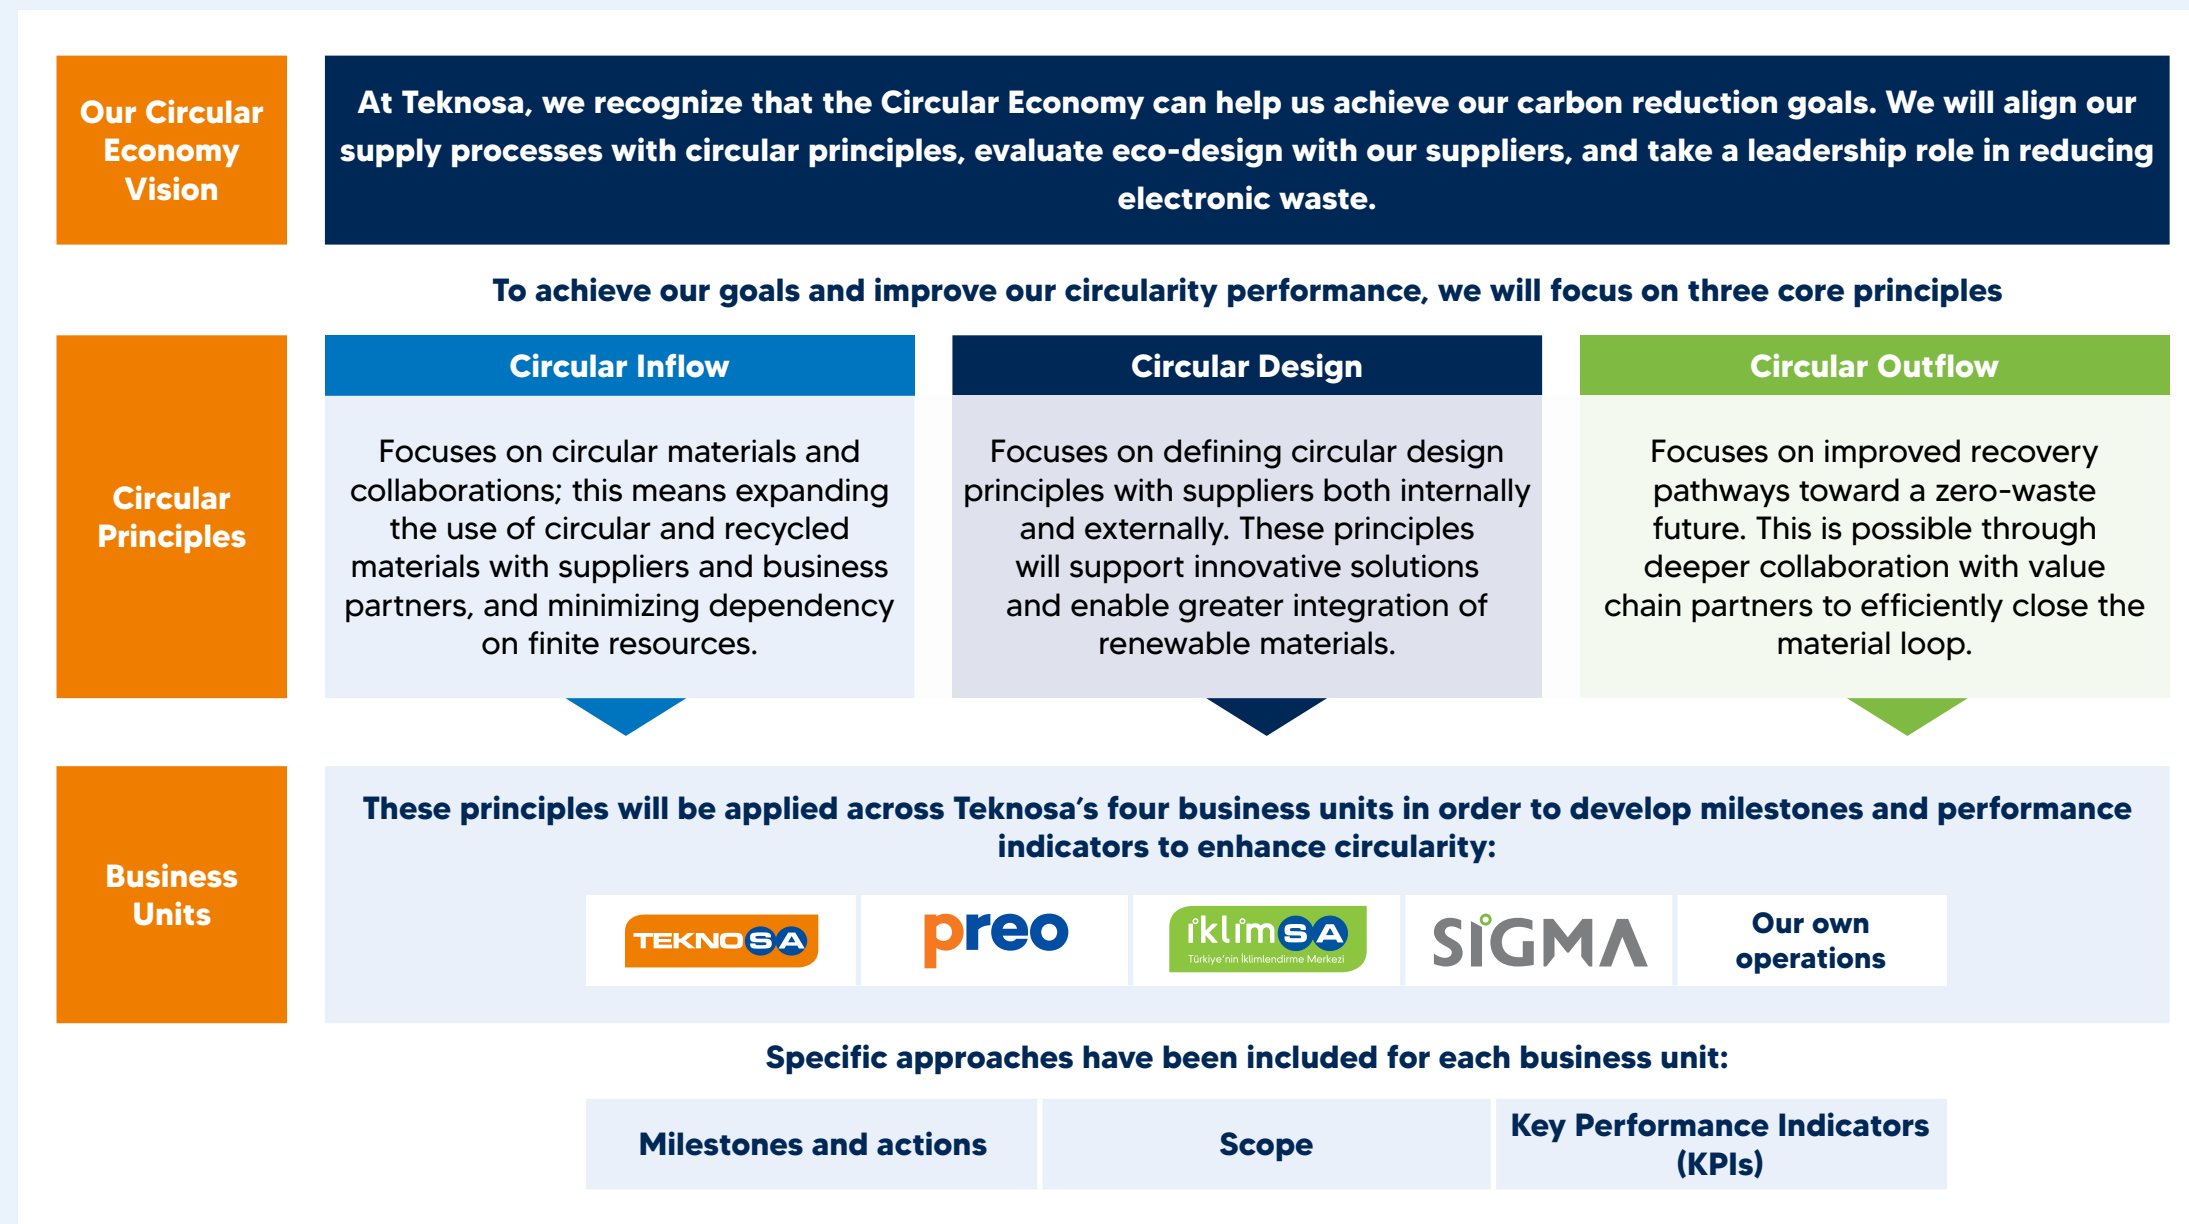 Our Circular
Economy
Vision
At Teknosa, we recognize that the Circular Economy can help us achieve our carbon reduction goals. We will align our
supply processes with circular principles, evaluate eco-design with our suppliers, and take a leadership role in reducing
electronic waste.
To achieve our goals and improve our circularity performance, we will focus on three core principles
Circular
Principles
Circular Inflow
Focuses on circular materials and
collaborations; this means expanding
the use of circular and recycled
materials with suppliers and business
partners, and minimizing dependency
on finite resources.
Circular Design
Focuses on defining circular design
principles with suppliers both internally
and externally. These principles
will support innovative solutions
and enable greater integration of
renewable materials.
Circular Outflow
Focuses on improved recovery
pathways toward a zero-waste
future. This is possible through
deeper collaboration with value
chain partners to efficiently close the
material loop.
Business
Units
These principles will be applied across Teknosa’s four business units in order to develop milestones and performance
indicators to enhance circularity:
TEKNOSA
preo
iklimSA
Türkiye'nin İklimlendirme Merkezi
SİGMA
Our own
operations
Specific approaches have been included for each business unit:
Milestones and actions
Scope
Key Performance Indicators
(KPIs)